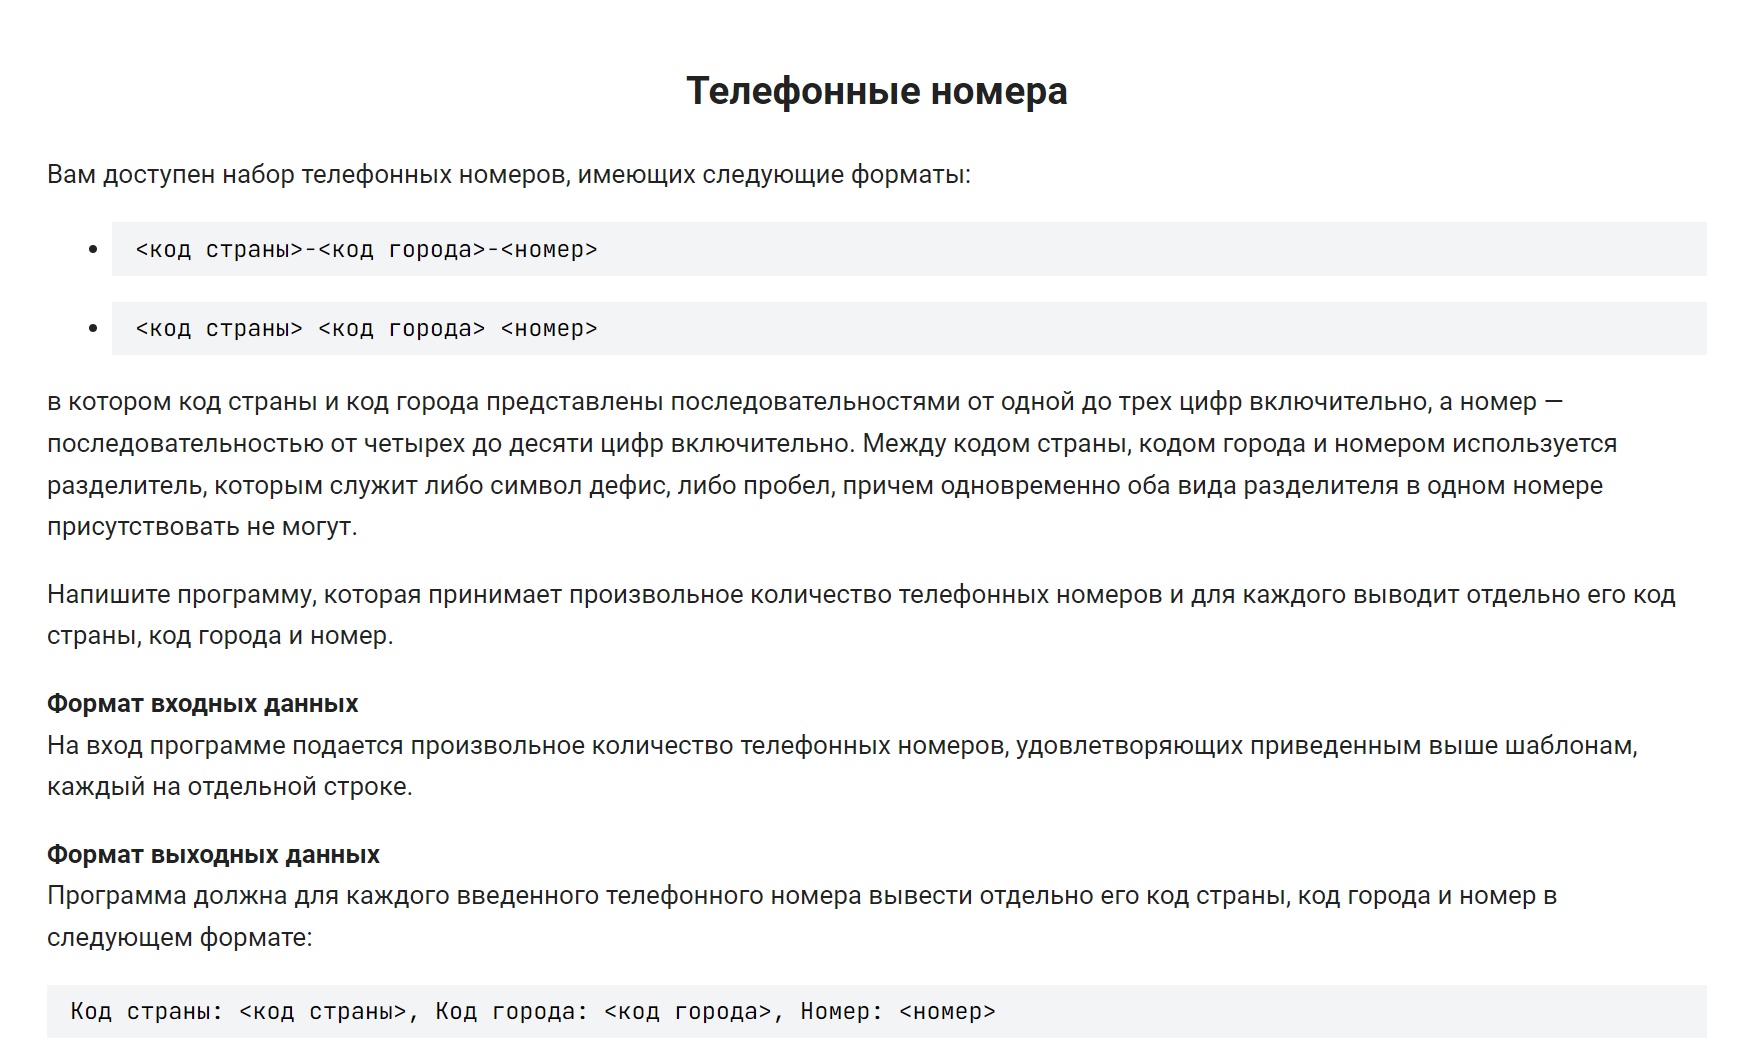 Телефонные номера
Вам доступен набор телефонных номеров, имеющих следующие форматы:
<код страны>-<код города>-<номер>
<код страны> <код города> <номер>
в котором код страны и код города представлены последовательностями от одной до трех цифр включительно, а номер —
последовательностью от четырех до десяти цифр включительно. Между кодом страны, кодом города и номером используется
разделитель, которым служит либо символ дефис, либо пробел, причем одновременно оба вида разделителя в одном номере
присутствовать не могут.
Напишите программу, которая принимает произвольное количество телефонных номеров и для каждого выводит отдельно его код
страны, код города и номер.
Формат входных данных
На вход программе подается произвольное количество телефонных номеров, удовлетворяющих приведенным выше шаблонам,
каждый на отдельной строке.
Формат выходных данных
Программа должна для каждого введенного телефонного номера вывести отдельно его код страны, код города и номер в
следующем формате:
Код страны: <код страны>, Код города: <код города>, Номер: <номер>